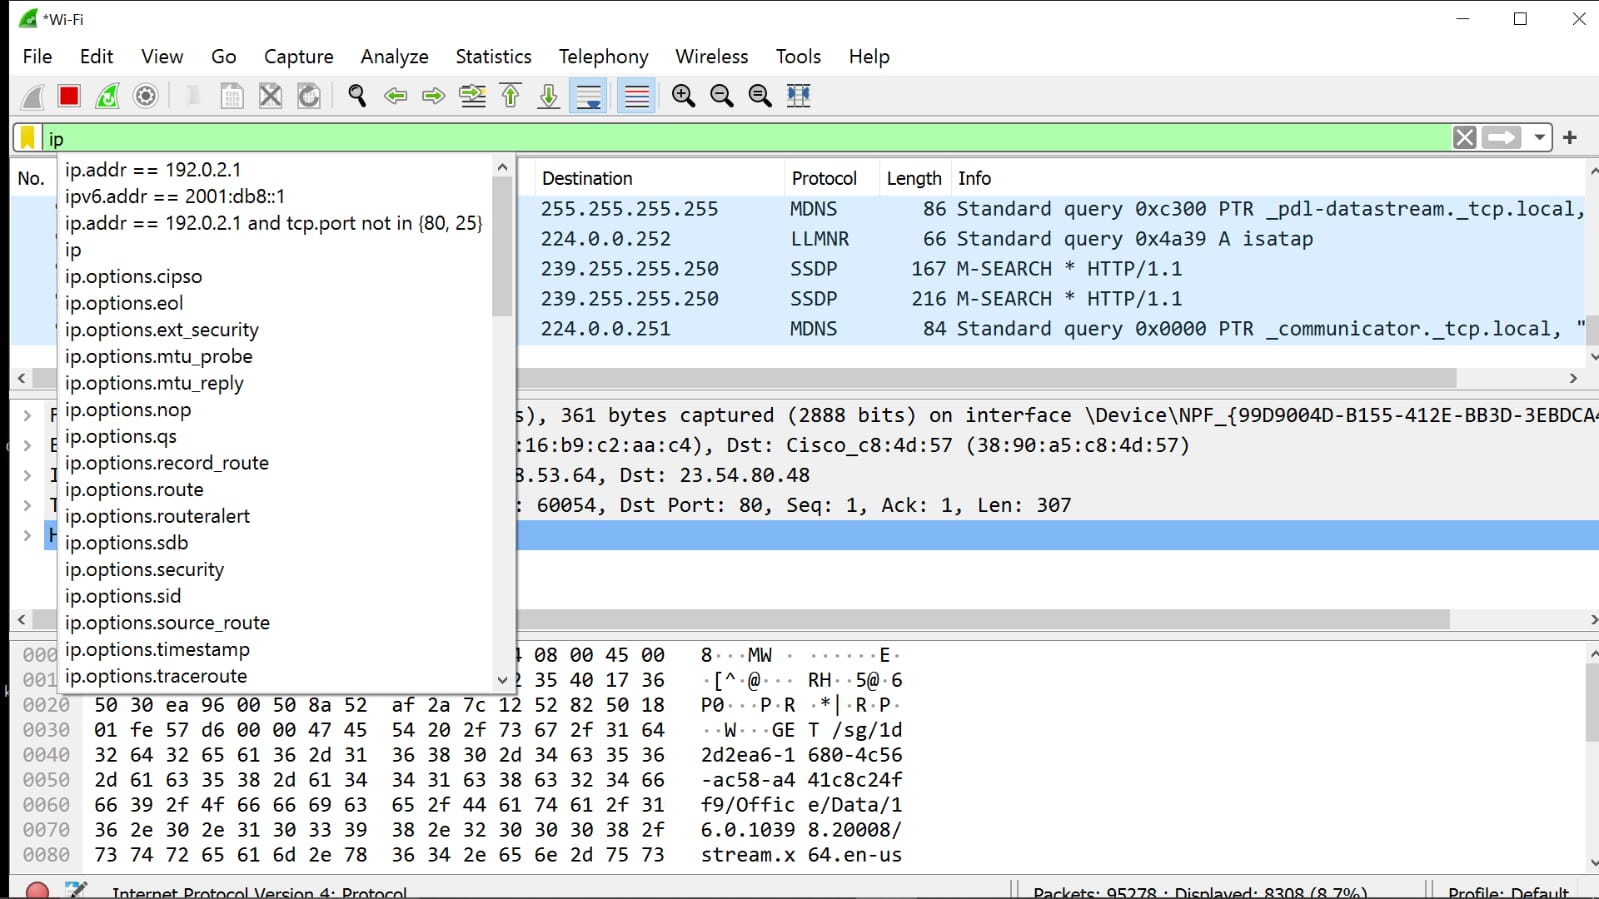 *Wi-Fi
File Edit View Go Capture Analyze Statistics Telephony Wireless Tools Help
ip
No. Destination Protocol Length Info
ip.addr == 192.0.2.1
ipv6.addr == 2001:db8::1
ip.addr == 192.0.2.1 and tcp.port not in {80, 25}
ip
ip.options.cipso
ip.options.eol
ip.options.ext_security
ip.options.mtu_probe
ip.options.mtu_reply
ip.options.nop
ip.options.qs
ip.options.record_route
ip.options.route
ip.options.routeralert
ip.options.sdb
ip.options.security
ip.options.sid
ip.options.source_route
ip.options.timestamp
ip.options.traceroute
255.255.255.255 MDNS 86 Standard query 0xc300 PTR _pdl-datastream._tcp.local,
224.0.0.252 LLMNR 66 Standard query 0x4a39 A isatap
239.255.255.250 SSDP 167 M-SEARCH * HTTP/1.1
239.255.255.250 SSDP 216 M-SEARCH * HTTP/1.1
224.0.0.251 MDNS 84 Standard query 0x0000 PTR _communicator._tcp.local, "
s), 361 bytes captured (2888 bits) on interface \Device\NPF_{99D9004D-B155-412E-BB3D-3EBDCA4
:16:b9:c2:aa:c4), Dst: Cisco_c8:4d:57 (38:90:a5:c8:4d:57)
8.53.64, Dst: 23.54.80.48
: 60054, Dst Port: 80, Seq: 1, Ack: 1, Len: 307
H
000 4 08 00 45 00 8···MW · ······E·
001 2 35 40 17 36 ·[^·@··· RH··5@·6
0020 50 30 ea 96 00 50 8a 52 af 2a 7c 12 52 82 50 18 P0···P·R ·*|·R·P·
0030 01 fe 57 d6 00 00 47 45 54 20 2f 73 67 2f 31 64 ··W···GE T /sg/1d
0040 32 64 32 65 61 36 2d 31 36 38 30 2d 34 63 35 36 2d2ea6-1 680-4c56
0050 2d 61 63 35 38 2d 61 34 34 31 63 38 63 32 34 66 -ac58-a4 41c8c24f
0060 66 39 2f 4f 66 66 69 63 65 2f 44 61 74 61 2f 31 f9/Offic e/Data/1
0070 36 2e 30 2e 31 30 33 39 38 2e 32 30 30 30 38 2f 6.0.1039 8.20008/
0080 73 74 72 65 61 6d 2e 78 36 34 2e 65 6e 2d 75 73 stream.x 64.en-us
Internet Protocol Version 4: Protocol Packets: 95278 · Displayed: 8308 (8.7%) Profile: Default